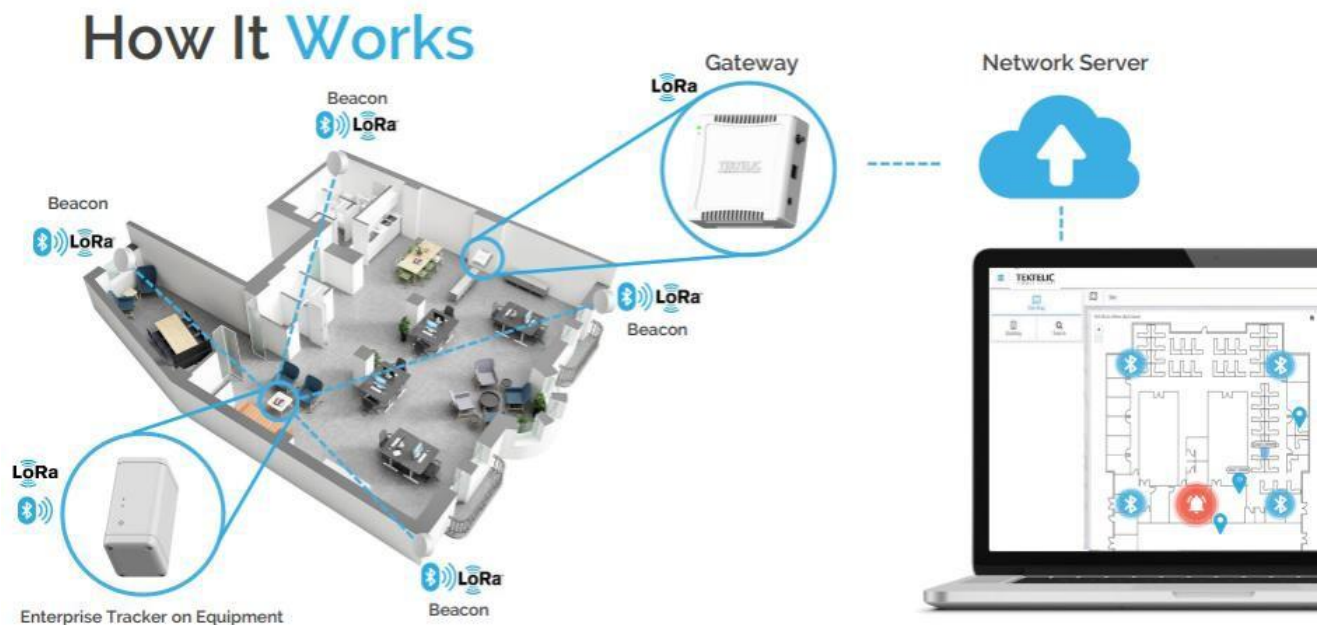 How It Works
Gateway
Network Server
LoRa
Beacon
LoRa
Beacon
LoRa
TEKTELIC
LoRa
Beacon
TEKTELIC
LoRa
LoRa
Beacon
Enterprise Tracker on Equipment